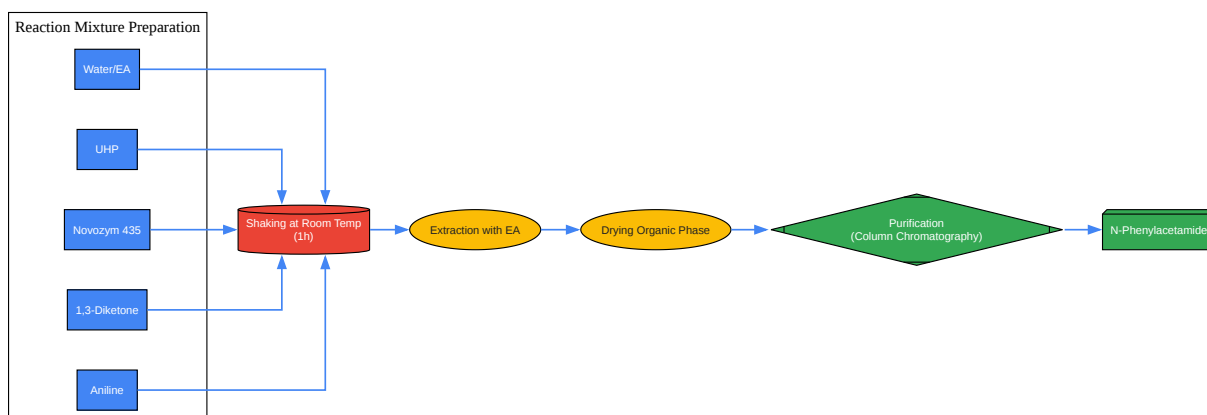 Reaction Mixture Preparation
Water/EA
UHP
Novozym 435
1,3-Diketone
Aniline
Shaking at Room Temp
(1h)
Extraction with EA
Drying Organic Phase
Purification
(Column Chromatography)
N-Phenylacetamide